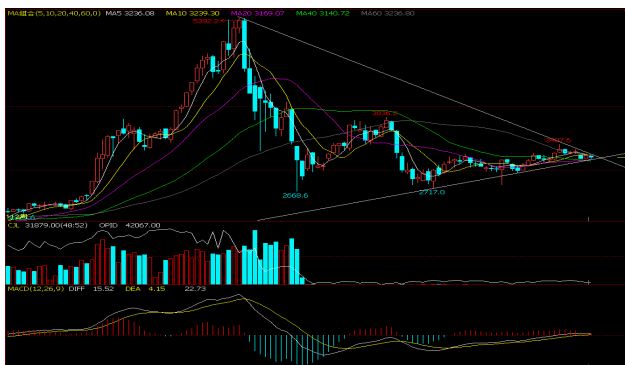 MA组合(5,10,20,40,60,0) MA5 3236.08 MA10 3239.30 MA20 3169.07 MA40 3140.72 MA60 3236.80
2668.6
2717.0
CJL 31879.00(48:52) OPID 42067.00
MACD(12,26,9) DIFF 15.52 DEA 4.15 22.73